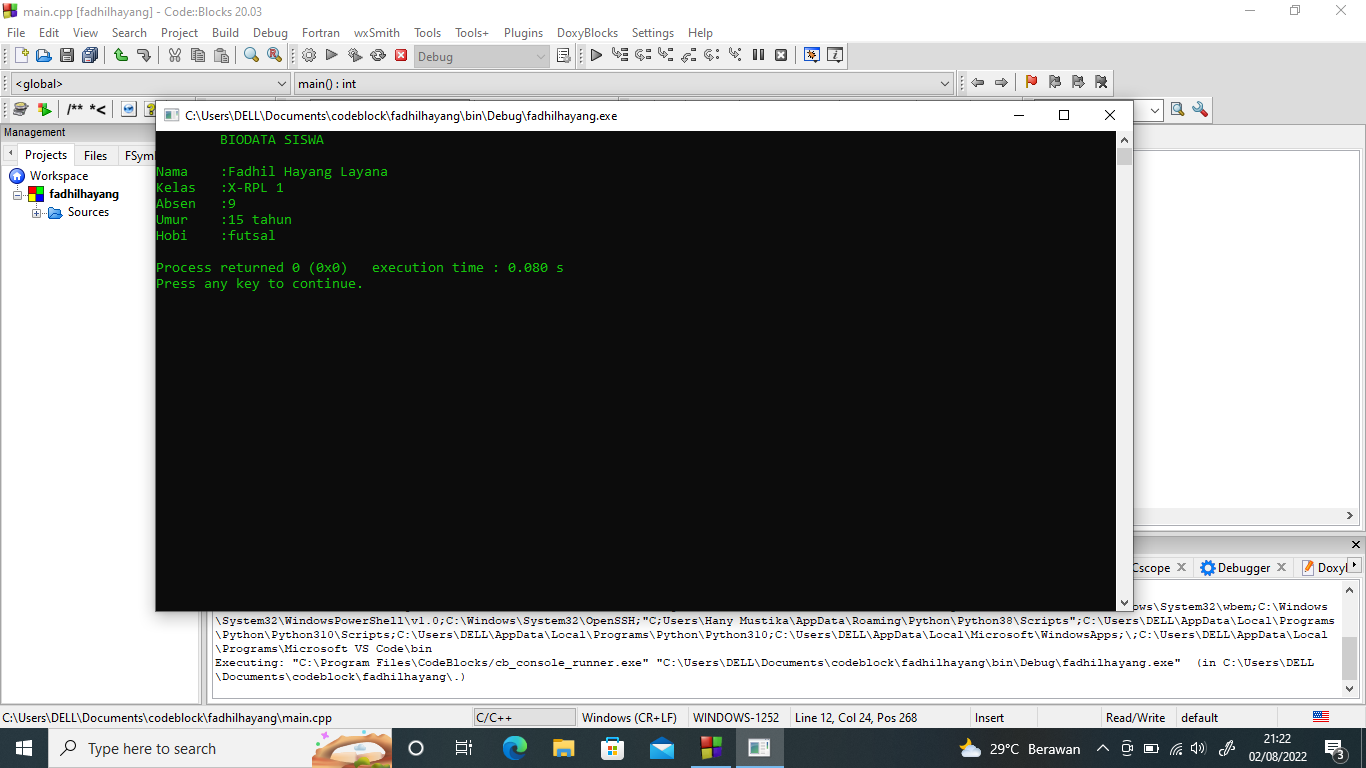 main.cpp [fadhilhayang] - Code::Blocks 20.03
File Edit View Search Project Build Debug Fortran wxSmith Tools Tools+ Plugins DoxyBlocks Settings Help
Debug
<global> main() : int
/** *<
C:\Users\DELL\Documents\codeblock\fadhilhayang\bin\Debug\fadhilhayang.exe
Management
Projects Files FSym
Workspace
fadhilhayang
Sources
BIODATA SISWA
Nama :Fadhil Hayang Layana
Kelas :X-RPL 1
Absen :9
Umur :15 tahun
Hobi :futsal
Process returned 0 (0x0) execution time : 0.080 s
Press any key to continue.
Cscope Debugger Doxy
ows\System32\wbem;C:\Windows
\System32\WindowsPowerShell\v1.0;C:\Windows\System32\OpenSSH;"C;Users\Hany Mustika\AppData\Roaming\Python\Python38\Scripts";C:\Users\DELL\AppData\Local\Programs
\Python\Python310\Scripts;C:\Users\DELL\AppData\Local\Programs\Python\Python310;C:\Users\DELL\AppData\Local\Microsoft\WindowsApps;\;C:\Users\DELL\AppData\Local
\Programs\Microsoft VS Code\bin
Executing: "C:\Program Files\CodeBlocks/cb_console_runner.exe" "C:\Users\DELL\Documents\codeblock\fadhilhayang\bin\Debug\fadhilhayang.exe" (in C:\Users\DELL
\Documents\codeblock\fadhilhayang\.)
C:\Users\DELL\Documents\codeblock\fadhilhayang\main.cpp C/C++ Windows (CR+LF) WINDOWS-1252 Line 12, Col 24, Pos 268 Insert Read/Write default
Type here to search 29°C Berawan 21:22
02/08/2022 3